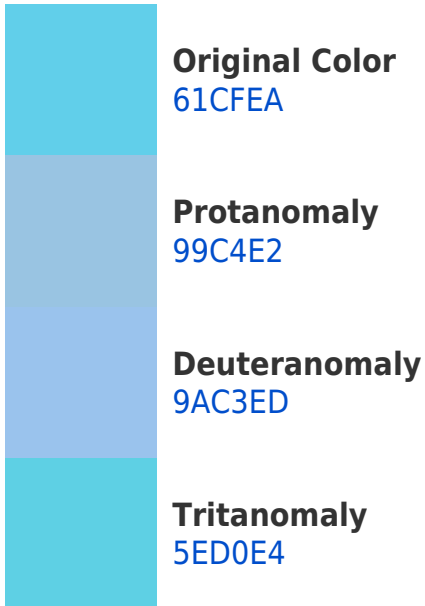 Original Color
61CFEA
Protanomaly
99C4E2
Deuteranomaly
9AC3ED
Tritanomaly
5ED0E4